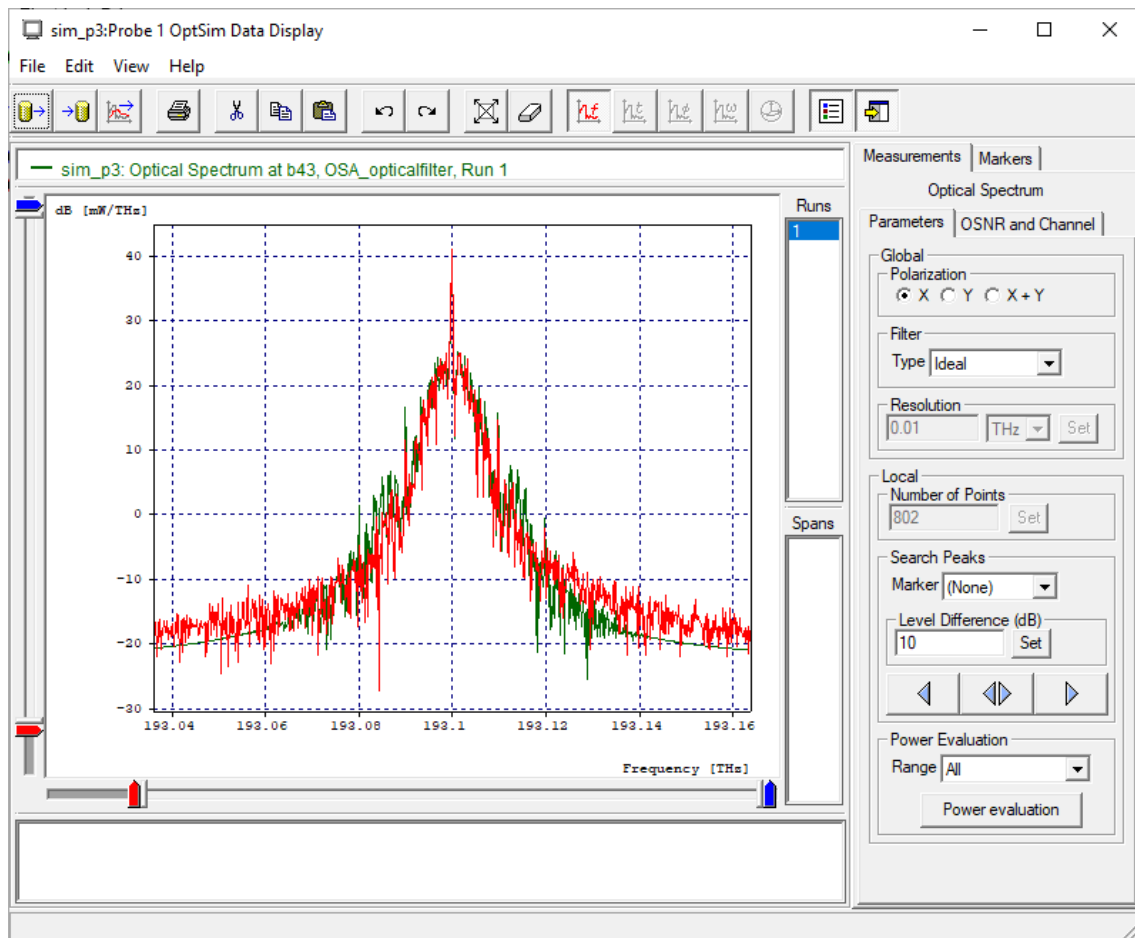 sim_p3:Probe 1 OptSim Data Display
File Edit View Help
sim_p3: Optical Spectrum at b43, OSA_opticalfilter, Run 1
dB [mW/THz]
40
30
20
10
0
-10
-20
-30
193.04 193.06 193.08 193.1 193.12 193.14 193.16
Frequency [THz]
Runs
1
Spans
Measurements Markers
Optical Spectrum
Parameters OSNR and Channel
Global
Polarization
X Y X + Y
Filter
Type Ideal
Resolution
0.01 THz Set
Local
Number of Points
802 Set
Search Peaks
Marker (None)
Level Difference (dB)
10 Set
Power Evaluation
Range All
Power evaluation